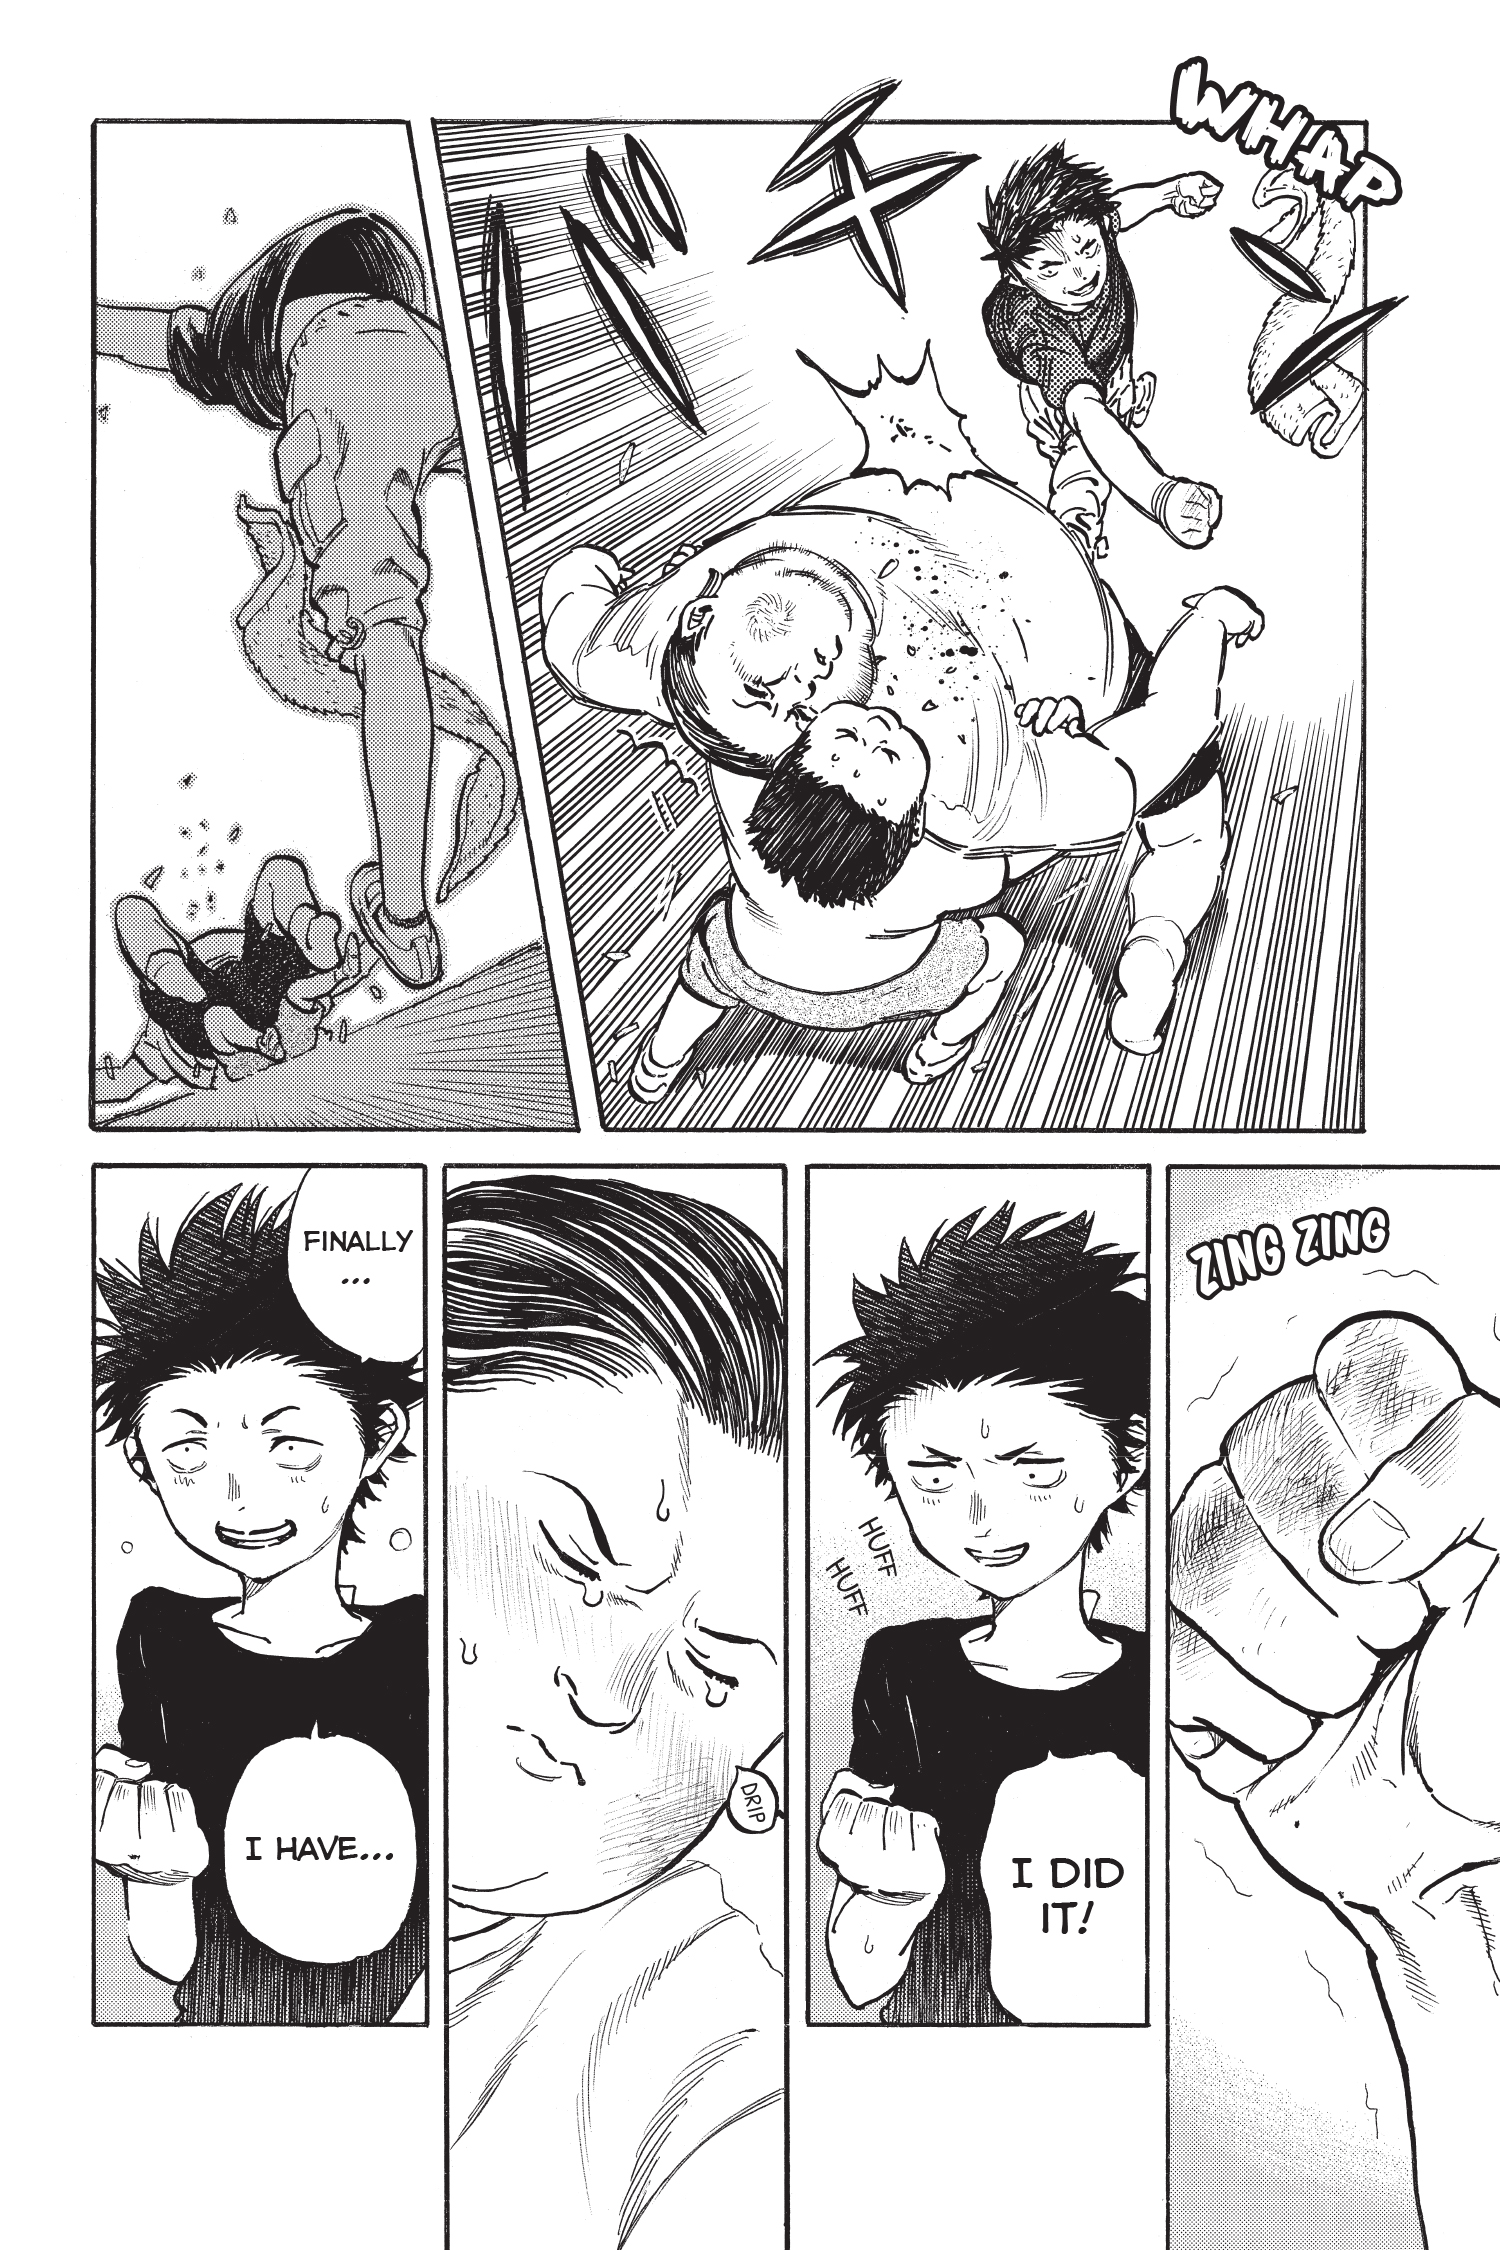 WHAP
ZING ZING
HUFF
HUFF
I DID
IT!
DRIP
FINALLY
...
I HAVE...